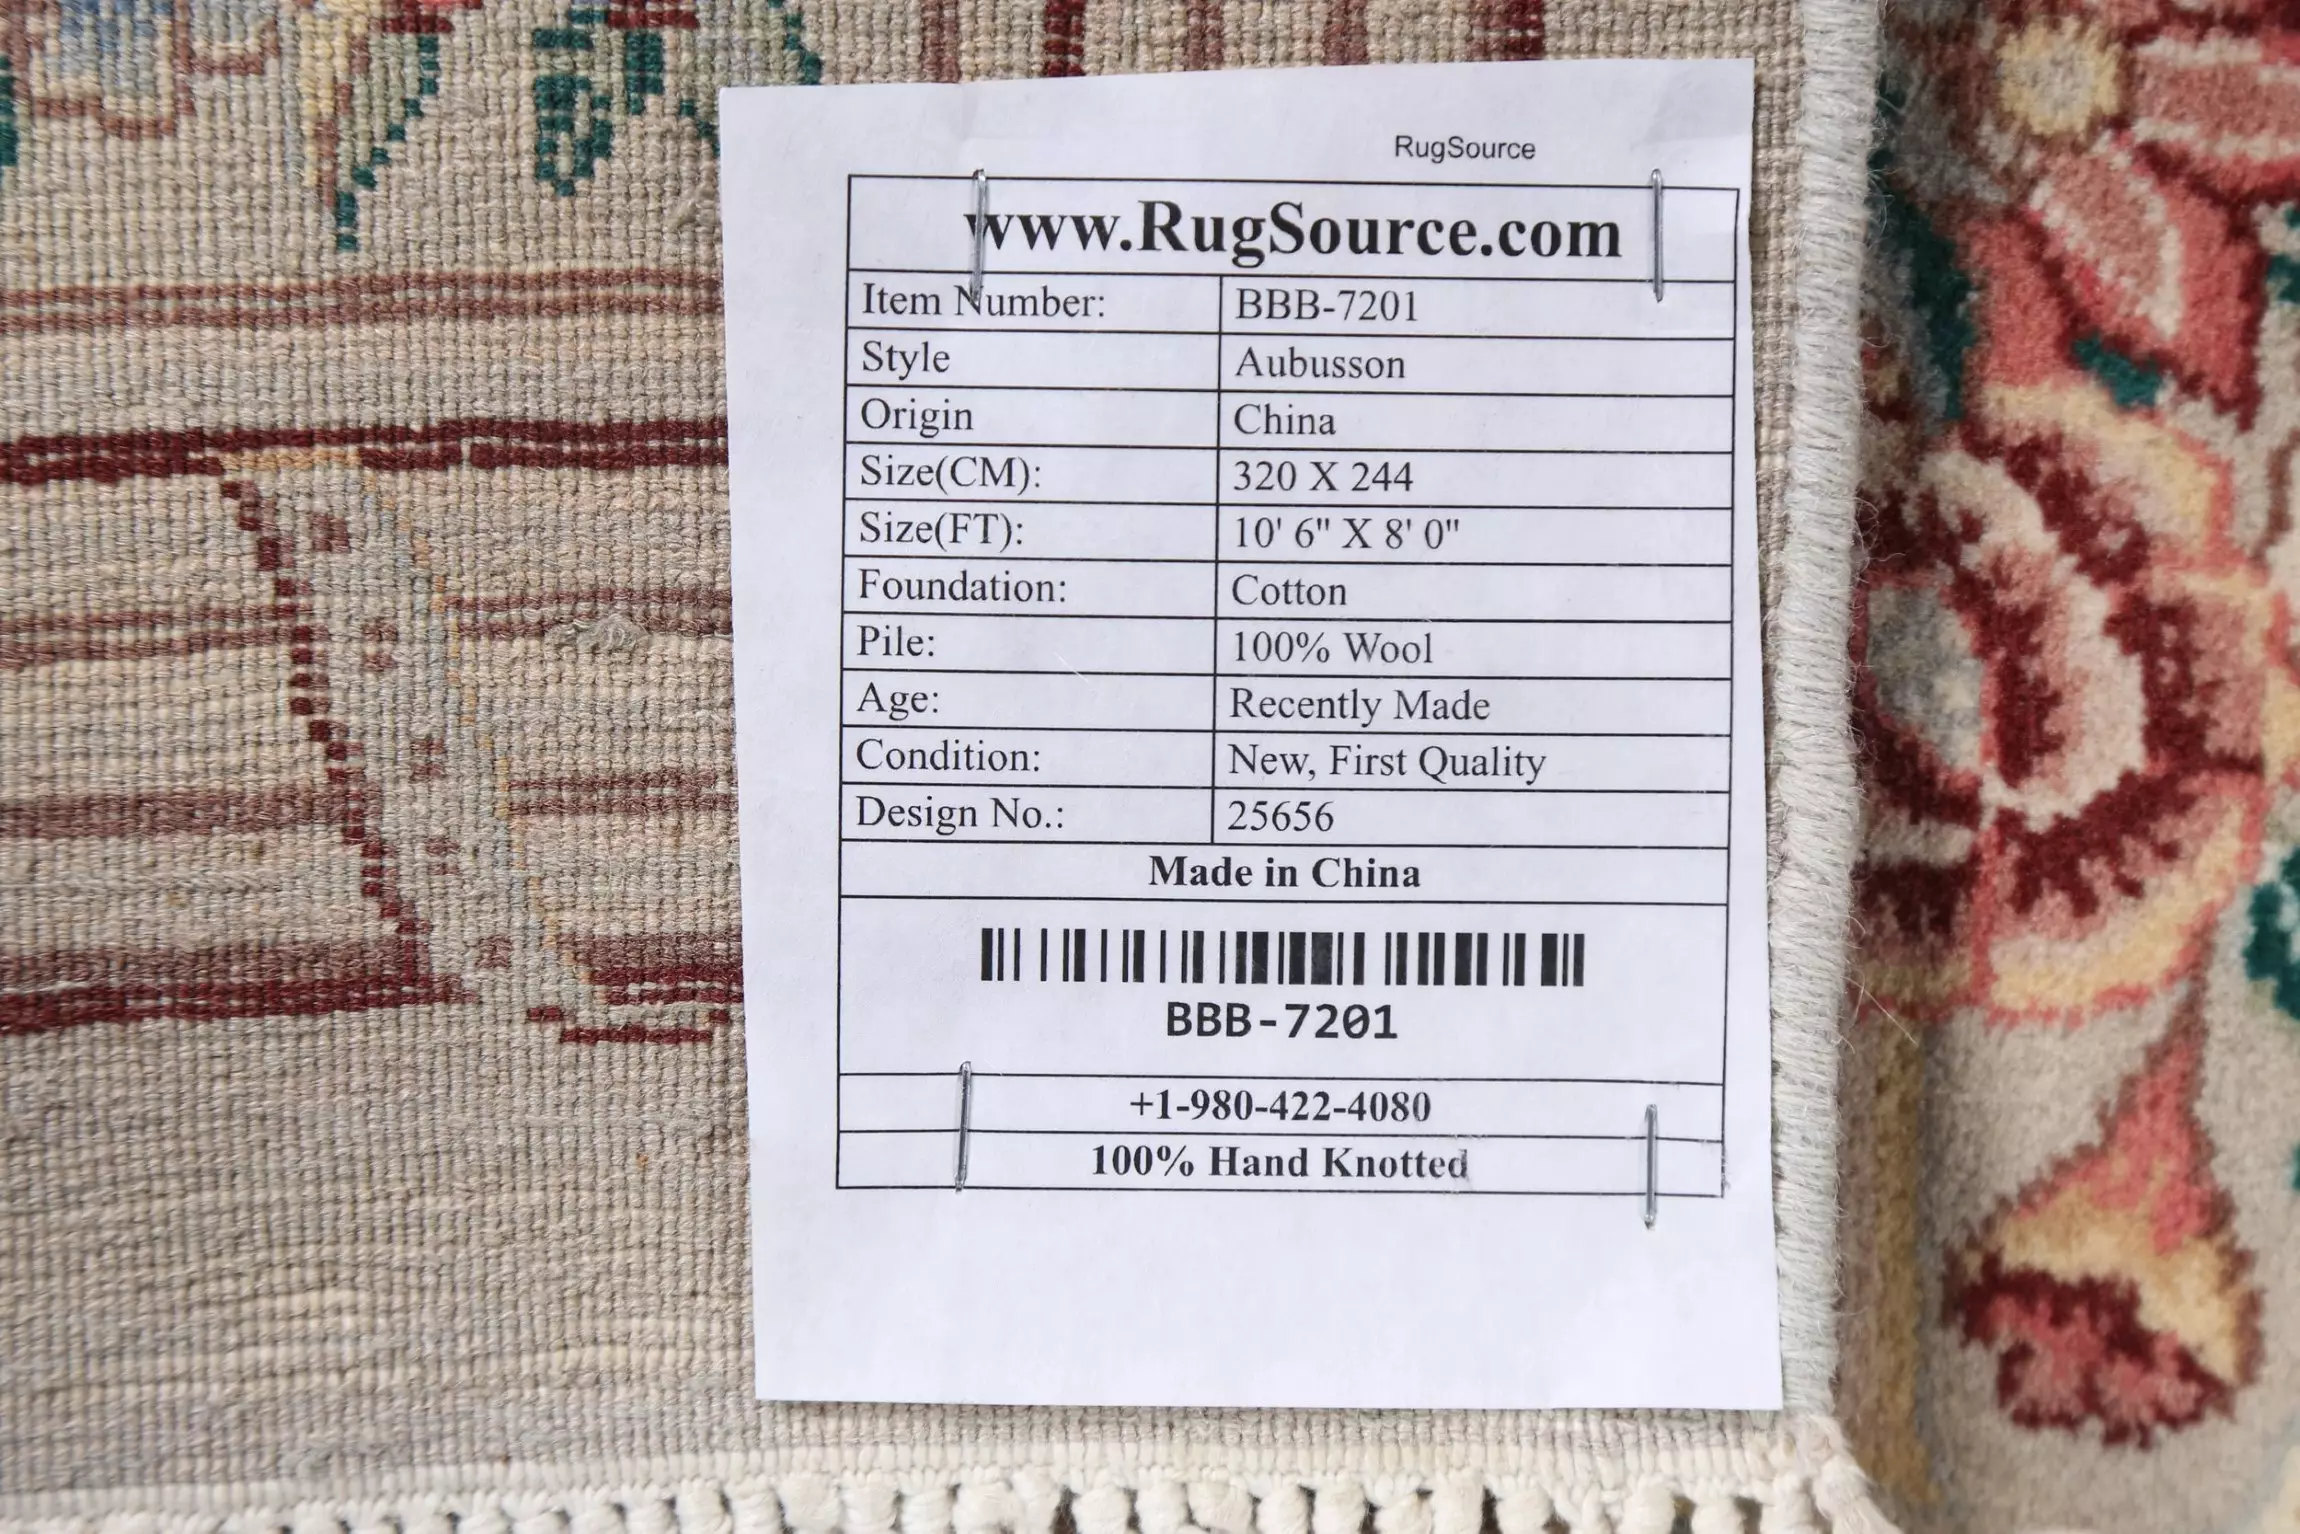 RugSource
www.RugSource.com
Item Number: BBB-7201
Style Aubusson
Origin China
Size(CM): 320 X 244
Size(FT): 10' 6" X 8' 0"
Foundation: Cotton
Pile: 100% Wool
Age: Recently Made
Condition: New, First Quality
Design No.: 25656
Made in China
BBB-7201
+1-980-422-4080
100% Hand Knotted